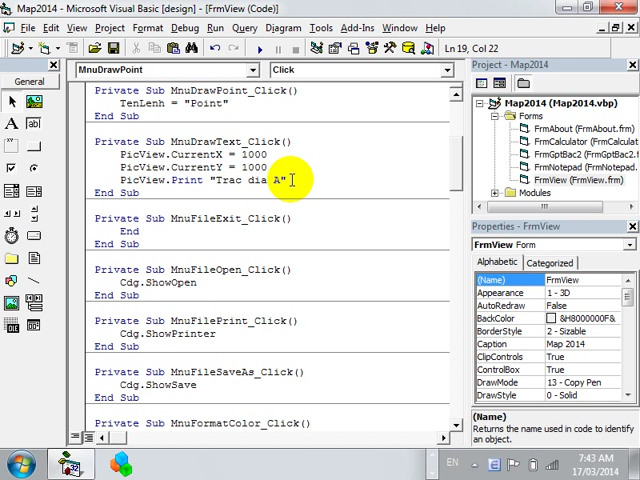 Map2014 - Microsoft Visual Basic [design] - [FrmView (Code)]
File Edit View Project Format Debug Run Query Diagram Tools Add-Ins Window Help
Ln 19, Col 22
General
MnuDrawPoint
Click
Private Sub MnuDrawPoint_Click()
TenLenh = "Point"
End Sub
Private Sub MnuDrawText_Click()
PicView.CurrentX = 1000
PicView.CurrentY = 1000
PicView.Print "Trac dia A"
End Sub
Private Sub MnuFileExit_Click()
End
End Sub
Private Sub MnuFileOpen_Click()
Cdg.ShowOpen
End Sub
Private Sub MnuFilePrint_Click()
Cdg.ShowPrinter
End Sub
Private Sub MnuFileSaveAs_Click()
Cdg.ShowSave
End Sub
Private Sub MnuFormatColor_Click()
Project - Map2014
Map2014 (Map2014.vbp)
Forms
FrmAbout (FrmAbout.frm)
FrmCalculator (FrmCalculator.frm)
FrmGptBac2 (FrmGptBac2.frm)
FrmNotepad (FrmNotepad.frm)
FrmView (FrmView.frm)
Modules
Properties - FrmView
FrmView Form
Alphabetic Categorized
(Name) FrmView
Appearance 1 - 3D
AutoRedraw False
BackColor &H8000000F&
BorderStyle 2 - Sizable
Caption Map 2014
ClipControls True
ControlBox True
DrawMode 13 - Copy Pen
DrawStyle 0 - Solid
(Name)
Returns the name used in code to identify
an object.
EN
7:43 AM
17/03/2014